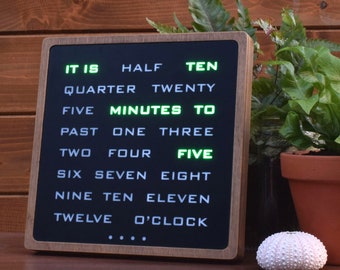 IT IS HALF TEN
QUARTER TWENTY
FIVE MINUTES TO
PAST ONE THREE
TWO FOUR FIVE
SIX SEVEN EIGHT
NINE TEN ELEVEN
TWELVE O'CLOCK